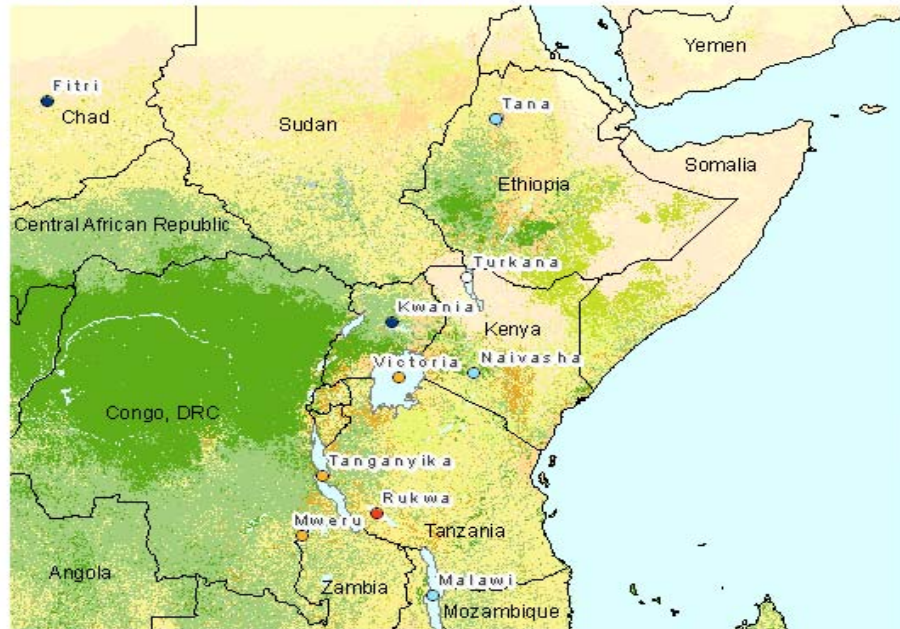 Yemen
Fitri
Chad
Tana
Sudan
Somalia
Ethiopia
Central African Republic
Turkana
Kwania
Kenya
Victoria
Naivasha
Congo, DRC
Tanganyika
Rukwa
Mweru
Tanzania
Angola
Zambia
Malawi
Mozambique